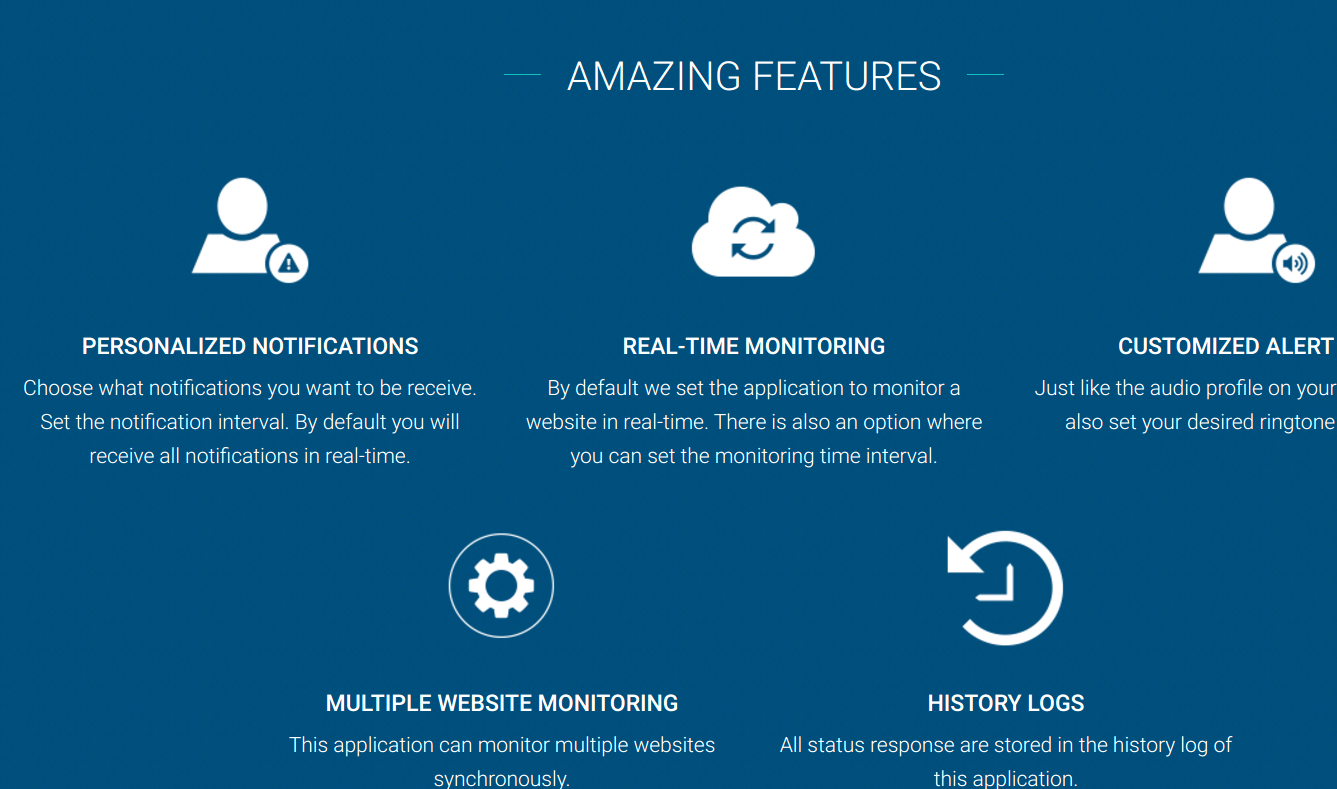 AMAZING FEATURES
PERSONALIZED NOTIFICATIONS
Choose what notifications you want to be receive.
Set the notification interval. By default you will
receive all notifications in real-time.
REAL-TIME MONITORING
By default we set the application to monitor a
website in real-time. There is also an option where
you can set the monitoring time interval.
CUSTOMIZED ALERT
Just like the audio profile on your
also set your desired ringtone
MULTIPLE WEBSITE MONITORING
This application can monitor multiple websites
synchronously.
HISTORY LOGS
All status response are stored in the history log of
this application.